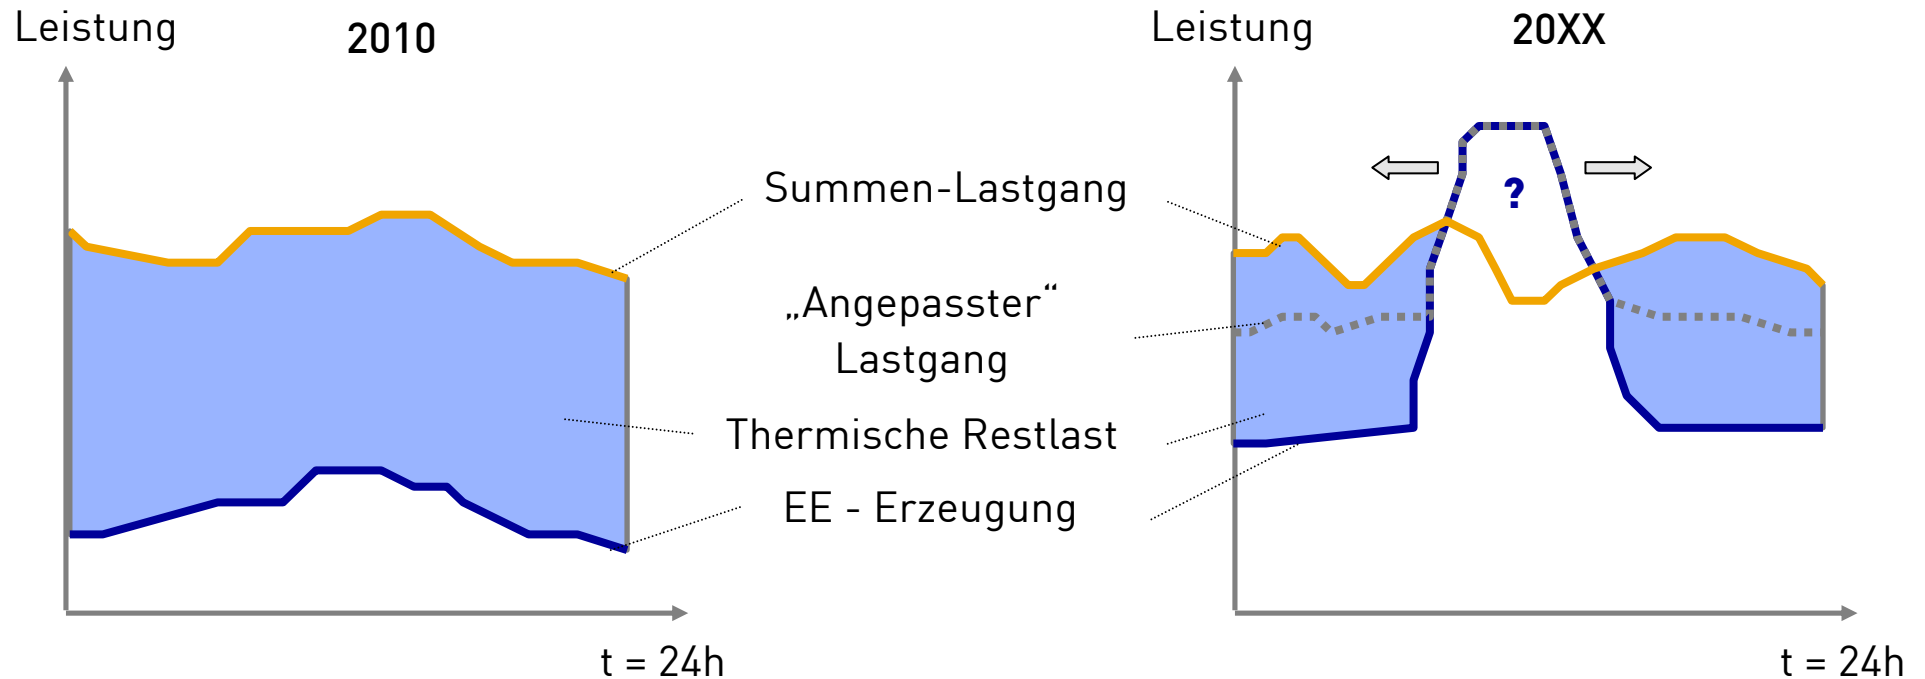 Leistung
2010
Leistung
20XX
Summen-Lastgang
?
„Angepasster“
Lastgang
Thermische Restlast
EE - Erzeugung
t = 24h
t = 24h